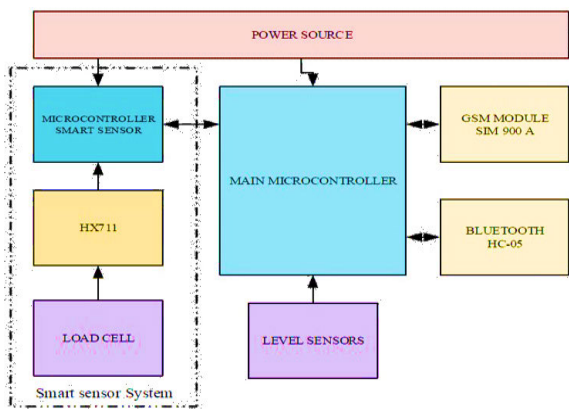 POWER SOURCE
MICROCONTROLLER
SMART SENSOR
GSM MODULE
SIM 900 A
MAIN MICROCONTROLLER
HX711
BLUETOOTH
HC-05
LOAD CELL
LEVEL SENSORS
Smart sensor System